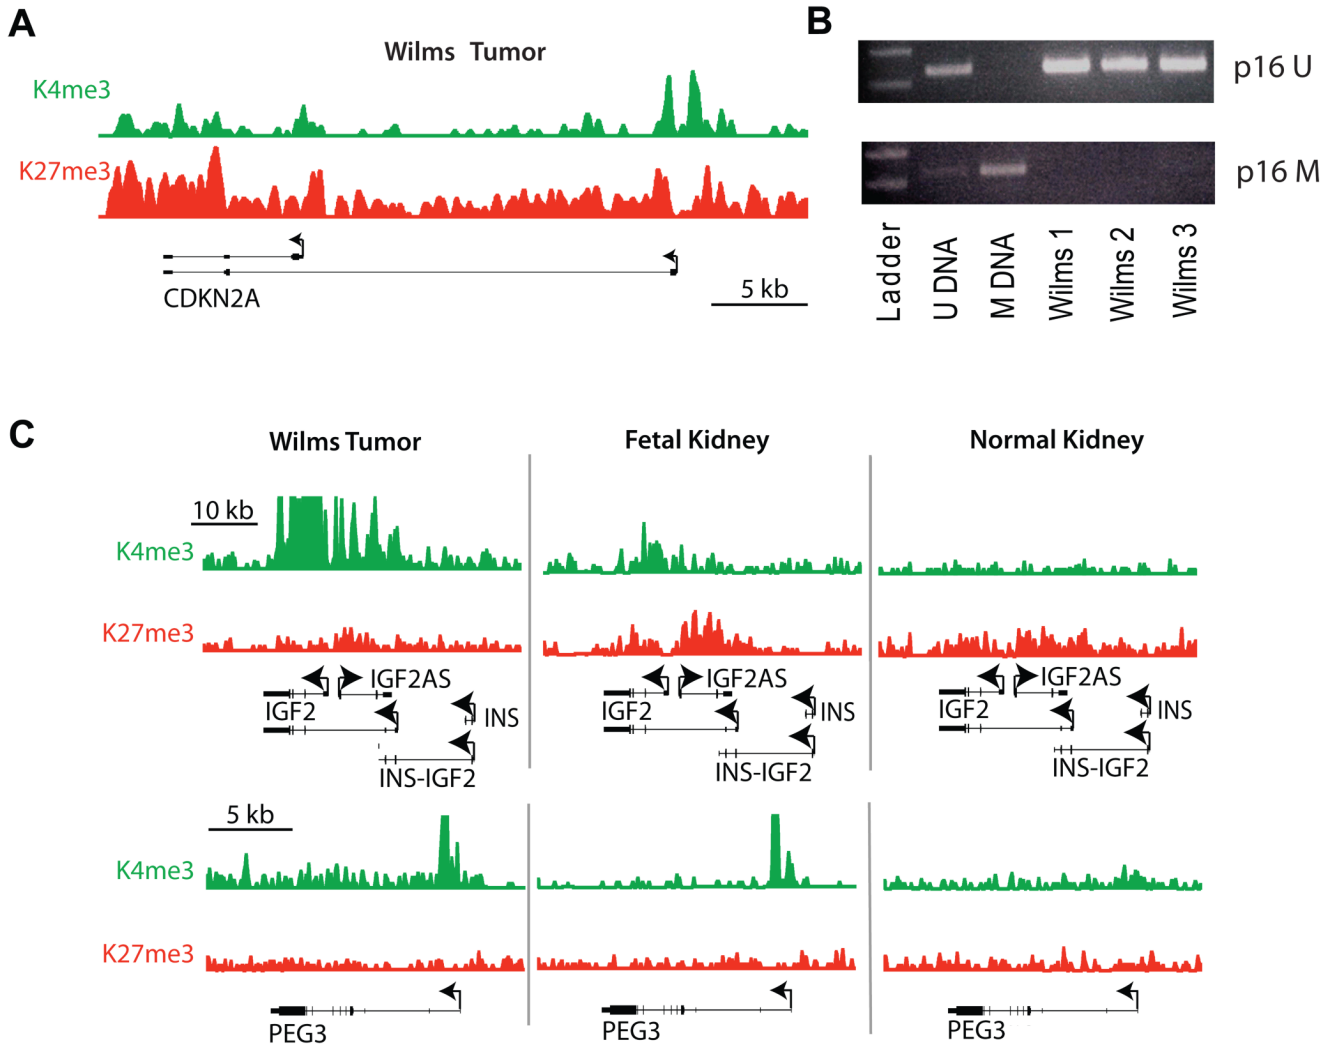 A
Wilms Tumor
K4me3
K27me3
CDKN2A
5 kb
B
p16 U
p16 M
Ladder
U DNA
M DNA
Wilms 1
Wilms 2
Wilms 3
C
Wilms Tumor
Fetal Kidney
Normal Kidney
10 kb
K4me3
K27me3
IGF2AS
IGF2
INS
INS-IGF2
IGF2AS
IGF2
INS
INS-IGF2
IGF2AS
IGF2
INS
INS-IGF2
5 kb
K4me3
K27me3
PEG3
PEG3
PEG3